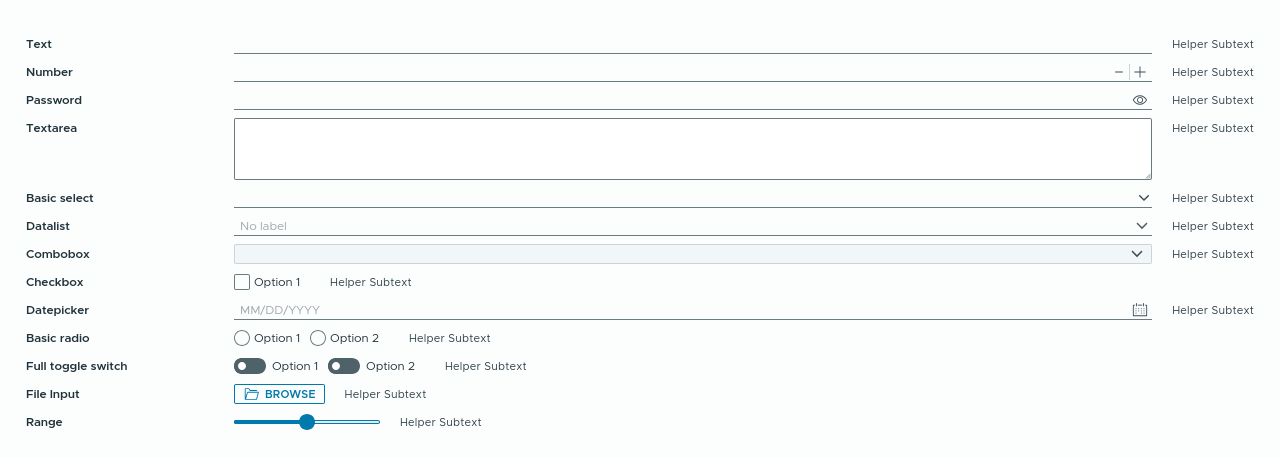 Text Helper Subtext
Number Helper Subtext
Password Helper Subtext
Textarea Helper Subtext
Basic select Helper Subtext
Datalist No label Helper Subtext
Combobox Helper Subtext
Checkbox Option 1 Helper Subtext
Datepicker MM/DD/YYYY Helper Subtext
Basic radio Option 1 Option 2 Helper Subtext
Full toggle switch Option 1 Option 2 Helper Subtext
File Input BROWSE Helper Subtext
Range Helper Subtext